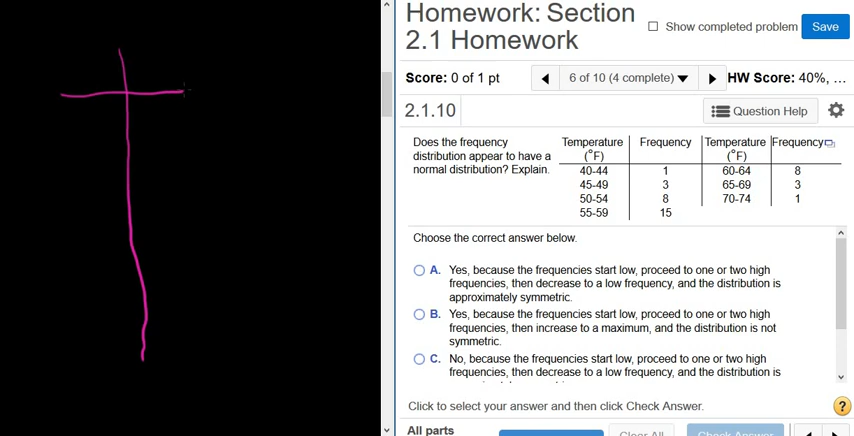 Homework: Section
2.1 Homework
Show completed problem
Save
Score: 0 of 1 pt
6 of 10 (4 complete)
HW Score: 40%, ...
2.1.10
Question Help
Does the frequency
distribution appear to have a
normal distribution? Explain.
Temperature (°F) Frequency Temperature (°F) Frequency
40-44 1 60-64 8
45-49 3 65-69 3
50-54 8 70-74 1
55-59 15
Choose the correct answer below.
A. Yes, because the frequencies start low, proceed to one or two high
frequencies, then decrease to a low frequency, and the distribution is
approximately symmetric.
B. Yes, because the frequencies start low, proceed to one or two high
frequencies, then increase to a maximum, and the distribution is not
symmetric.
C. No, because the frequencies start low, proceed to one or two high
frequencies, then decrease to a low frequency, and the distribution is
Click to select your answer and then click Check Answer.
?
All parts
Clear All
Check Answer